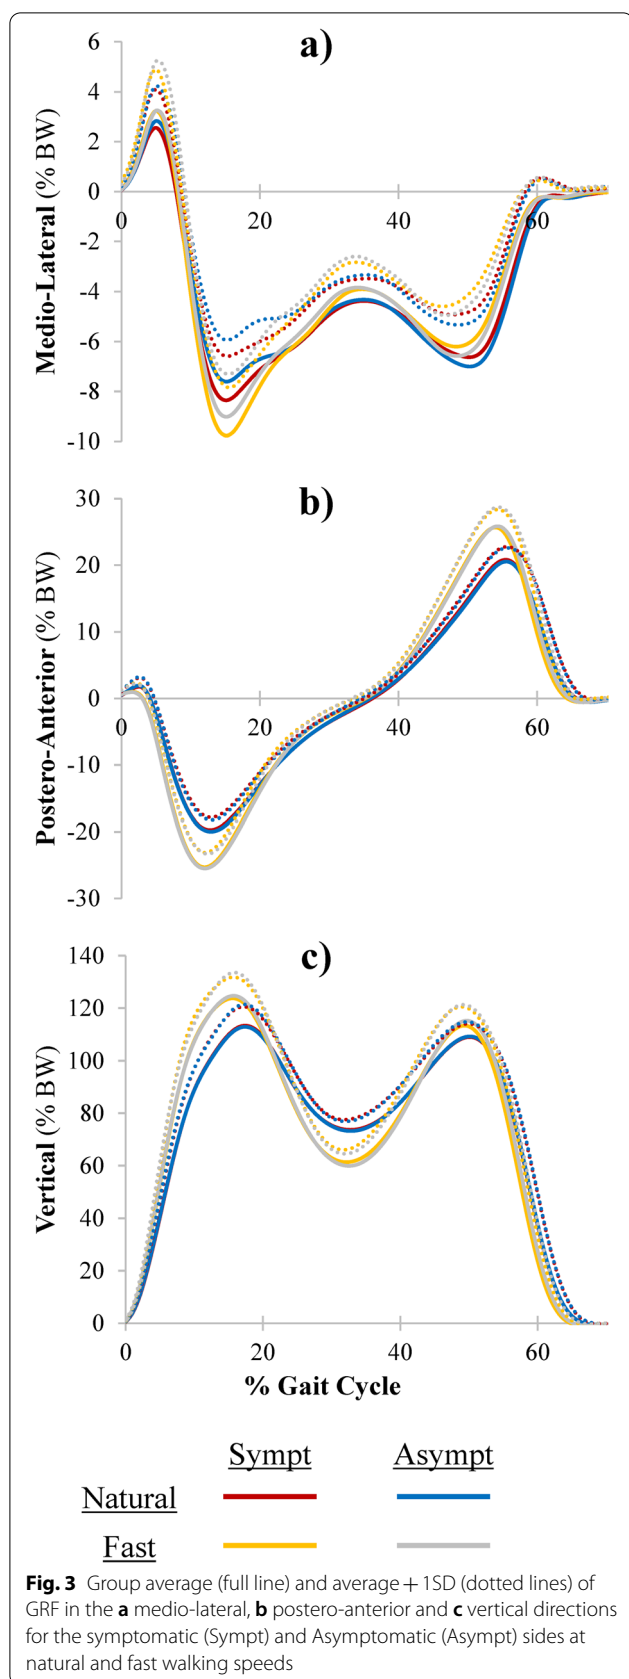 a)
6
4
2
0
-2
-4
-6
-8
-10
0 20 40 60
Medio-Lateral (% BW)
b)
30
20
10
0
-10
-20
-30
0 20 40 60
Postero-Anterior (% BW)
c)
140
120
100
80
60
40
20
0
0 20 40 60
Vertical (% BW)
% Gait Cycle
Sympt Asympt
Natural
Fast
Fig. 3 Group average (full line) and average + 1SD (dotted lines) of
GRF in the a medio-lateral, b postero-anterior and c vertical directions
for the symptomatic (Sympt) and Asymptomatic (Asympt) sides at
natural and fast walking speeds